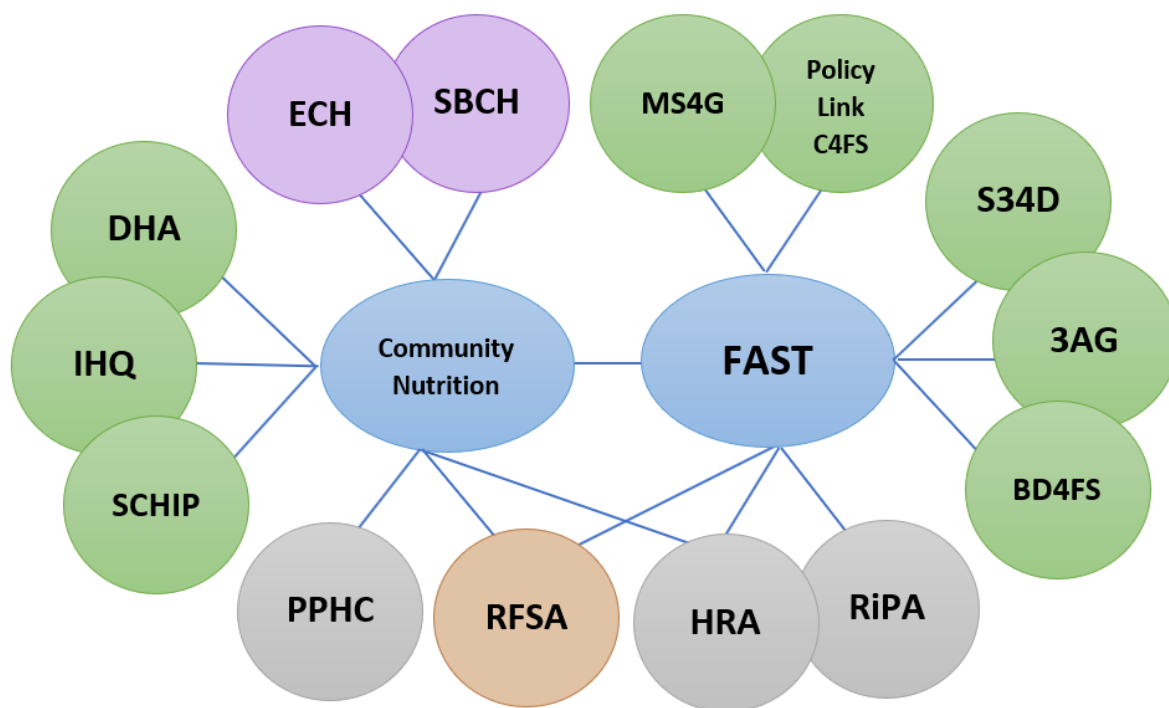 ECH
SBCH
MS4G
Policy
Link
C4FS
DHA
S34D
IHQ
Community
Nutrition
FAST
3AG
SCHIP
BD4FS
PPHC
RFSA
HRA
RiPA